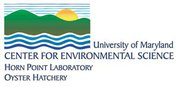 University of Maryland
CENTER FOR ENVIRONMENTAL SCIENCE
HORN POINT LABORATORY
OYSTER HATCHERY